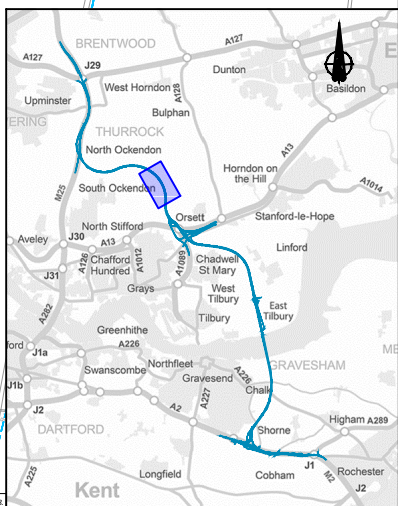 BRENTWOOD
A127
A127
J29
Dunton
E
West Horndon
A128
Basildon
Upminster
Bulphan
ERING
THURROCK
A13
North Ockendon
Horndon on
the Hill
A1014
M25
South Ockendon
Orsett
Stanford-le-Hope
North Stifford
Aveley
J30
A13
Linford
A126
Chafford
Hundred
A1012
A1089
Chadwell
St Mary
J31
Grays
West
Tilbury
East
Tilbury
A282
Tilbury
Greenhithe
ford
A226
J1a
Northfleet
GRAVESHAM
ME
Swanscombe
Gravesend
A226
J1b
Chalk
A227
J2
A2
Higham
A289
DARTFORD
Shorne
J1
Rochester
A225
Longfield
Cobham
M2
J2
Kent